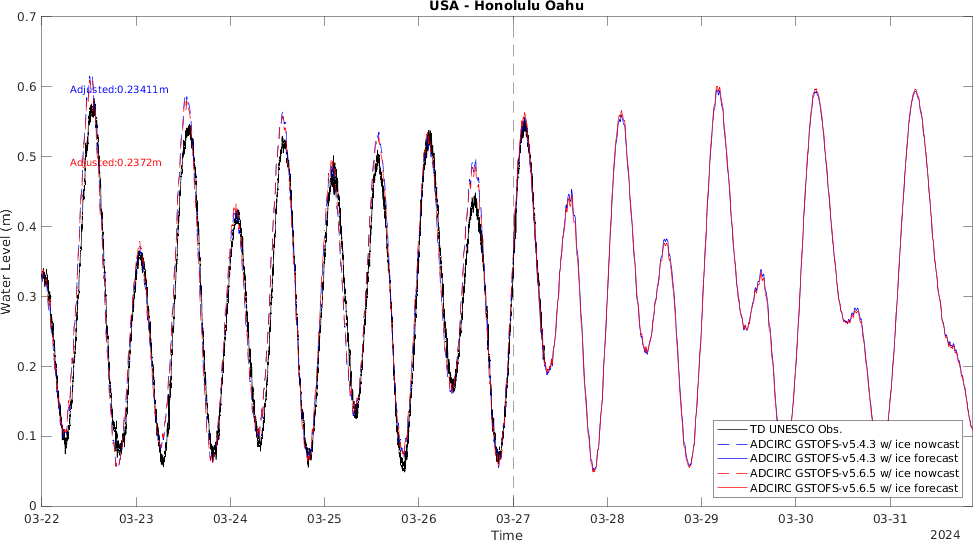 USA - Honolulu Oahu
0.7
0.6
0.5
0.4
0.3
0.2
0.1
0
Water Level (m)
Adjusted:0.23411m
Adjusted:0.2372m
TD UNESCO Obs.
ADCIRC GSTOFS-v5.4.3 w/ ice nowcast
ADCIRC GSTOFS-v5.4.3 w/ ice forecast
ADCIRC GSTOFS-v5.6.5 w/ ice nowcast
ADCIRC GSTOFS-v5.6.5 w/ ice forecast
03-22 03-23 03-24 03-25 03-26 03-27 03-28 03-29 03-30 03-31
Time
2024